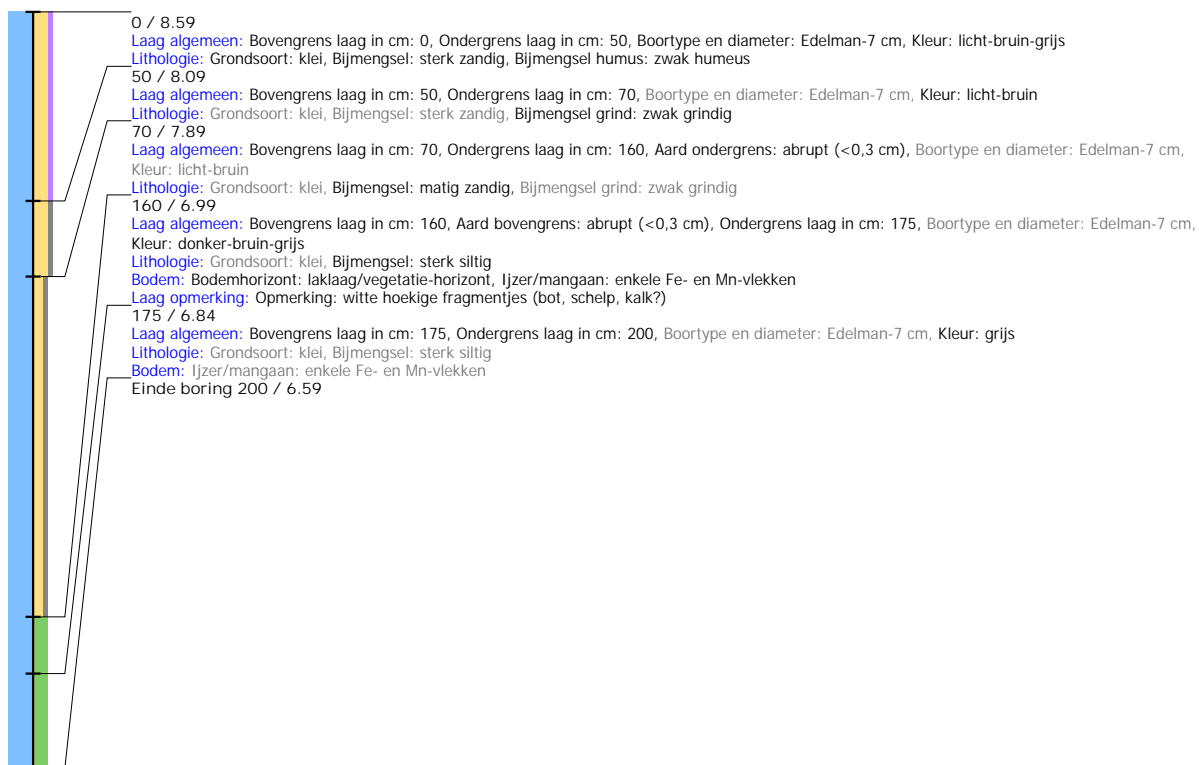 0 / 8.59
Laag algemeen: Bovengrens laag in cm: 0, Ondergrens laag in cm: 50, Boortype en diameter: Edelman-7 cm, Kleur: licht-bruin-grijs
Lithologie: Grondsoort: klei, Bijmengsel: sterk zandig, Bijmengsel humus: zwak humeus
50 / 8.09
Laag algemeen: Bovengrens laag in cm: 50, Ondergrens laag in cm: 70, Boortype en diameter: Edelman-7 cm, Kleur: licht-bruin
Lithologie: Grondsoort: klei, Bijmengsel: sterk zandig, Bijmengsel grind: zwak grindig
70 / 7.89
Laag algemeen: Bovengrens laag in cm: 70, Ondergrens laag in cm: 160, Aard ondergrens: abrupt (<0,3 cm), Boortype en diameter: Edelman-7 cm,
Kleur: licht-bruin
Lithologie: Grondsoort: klei, Bijmengsel: matig zandig, Bijmengsel grind: zwak grindig
160 / 6.99
Laag algemeen: Bovengrens laag in cm: 160, Aard bovengrens: abrupt (<0,3 cm), Ondergrens laag in cm: 175, Boortype en diameter: Edelman-7 cm,
Kleur: donker-bruin-grijs
Lithologie: Grondsoort: klei, Bijmengsel: sterk siltig
Bodem: Bodemhorizont: laklaag/vegetatie-horizont, Ijzer/mangaan: enkele Fe- en Mn-vlekken
Laag opmerking: Opmerking: witte hoekige fragmentjes (bot, schelp, kalk?)
175 / 6.84
Laag algemeen: Bovengrens laag in cm: 175, Ondergrens laag in cm: 200, Boortype en diameter: Edelman-7 cm, Kleur: grijs
Lithologie: Grondsoort: klei, Bijmengsel: sterk siltig
Bodem: Ijzer/mangaan: enkele Fe- en Mn-vlekken
Einde boring 200 / 6.59